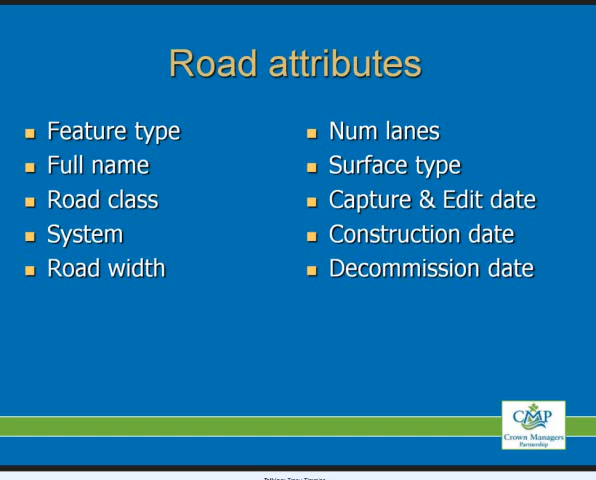 Road attributes
Feature type
Full name
Road class
System
Road width
Num lanes
Surface type
Capture & Edit date
Construction date
Decommission date
CMP
Crown Managers
Partnership